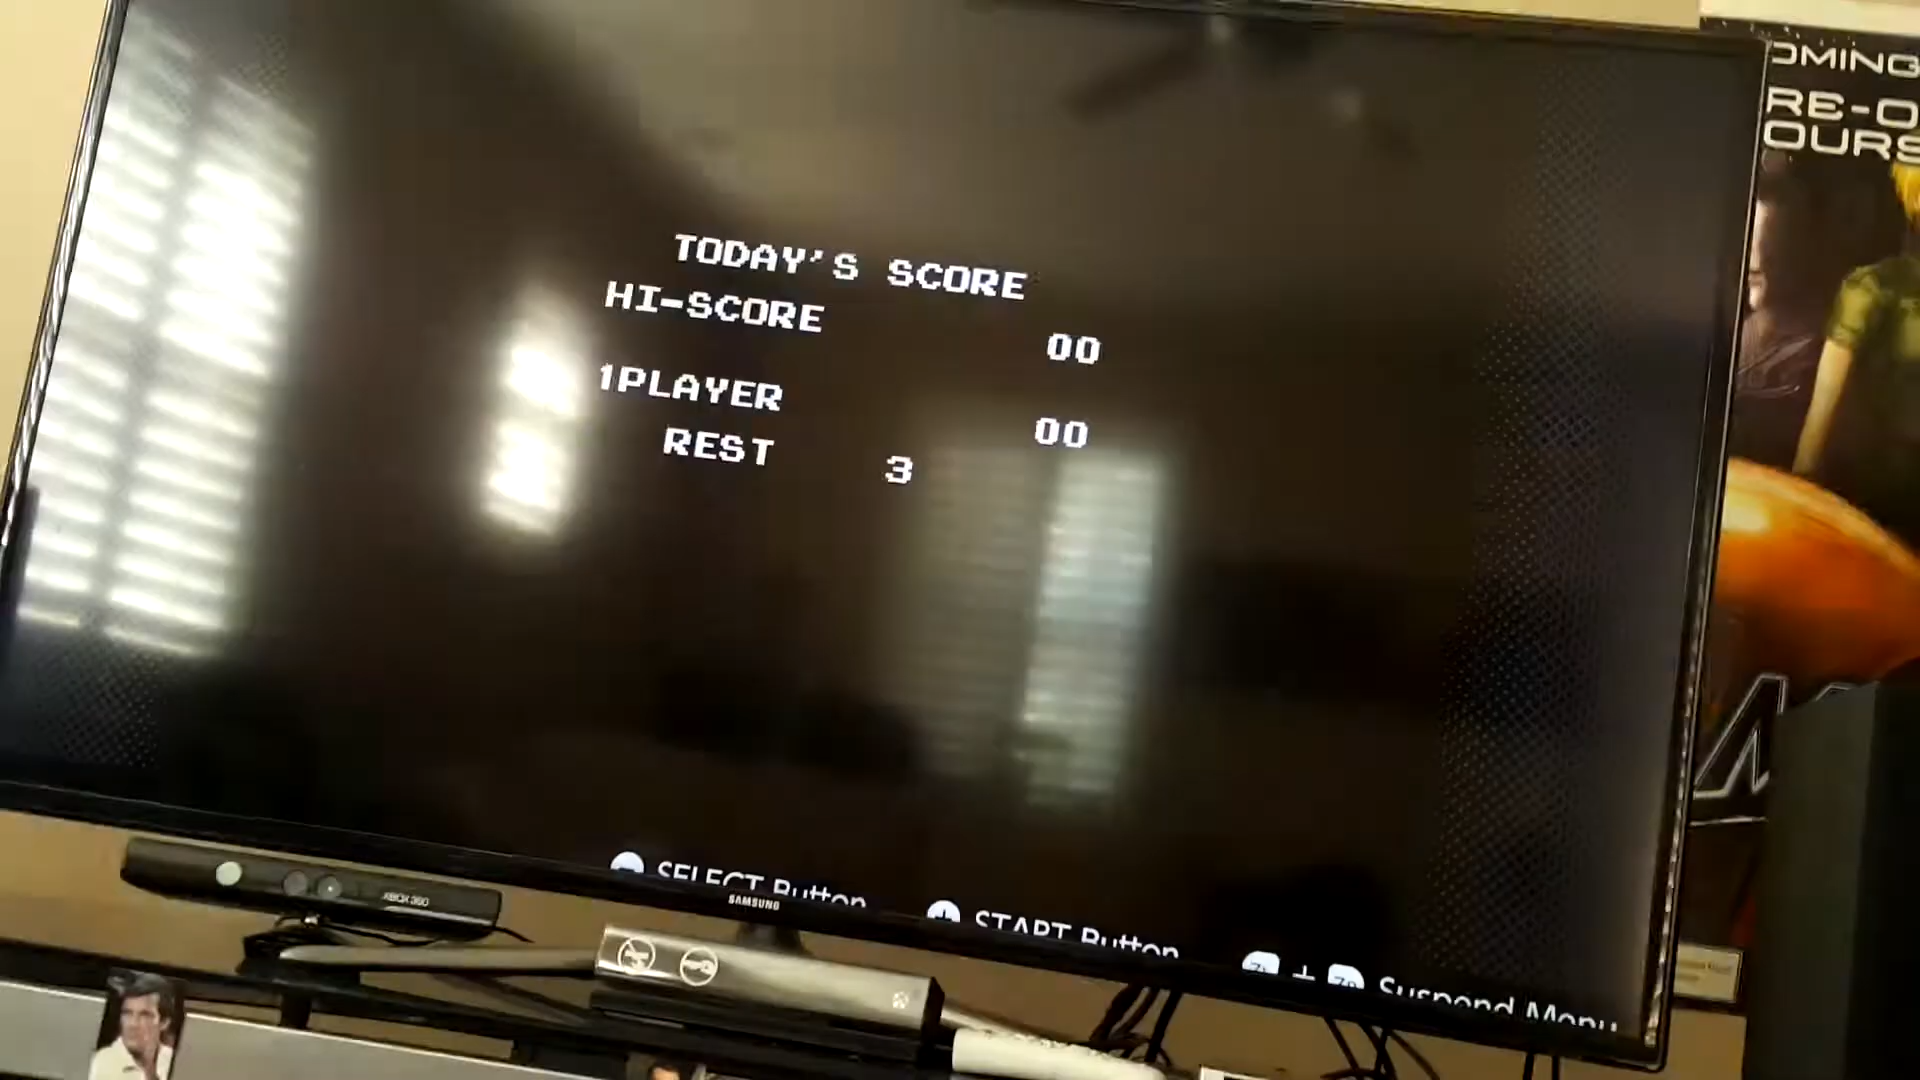 TODAY'S SCORE
HI-SCORE
00
1PLAYER
00
REST 3
SELECT Button
START Button
+ Suspend Menu
SAMSUNG
XBOX 360
OMING
RE-O
OURS